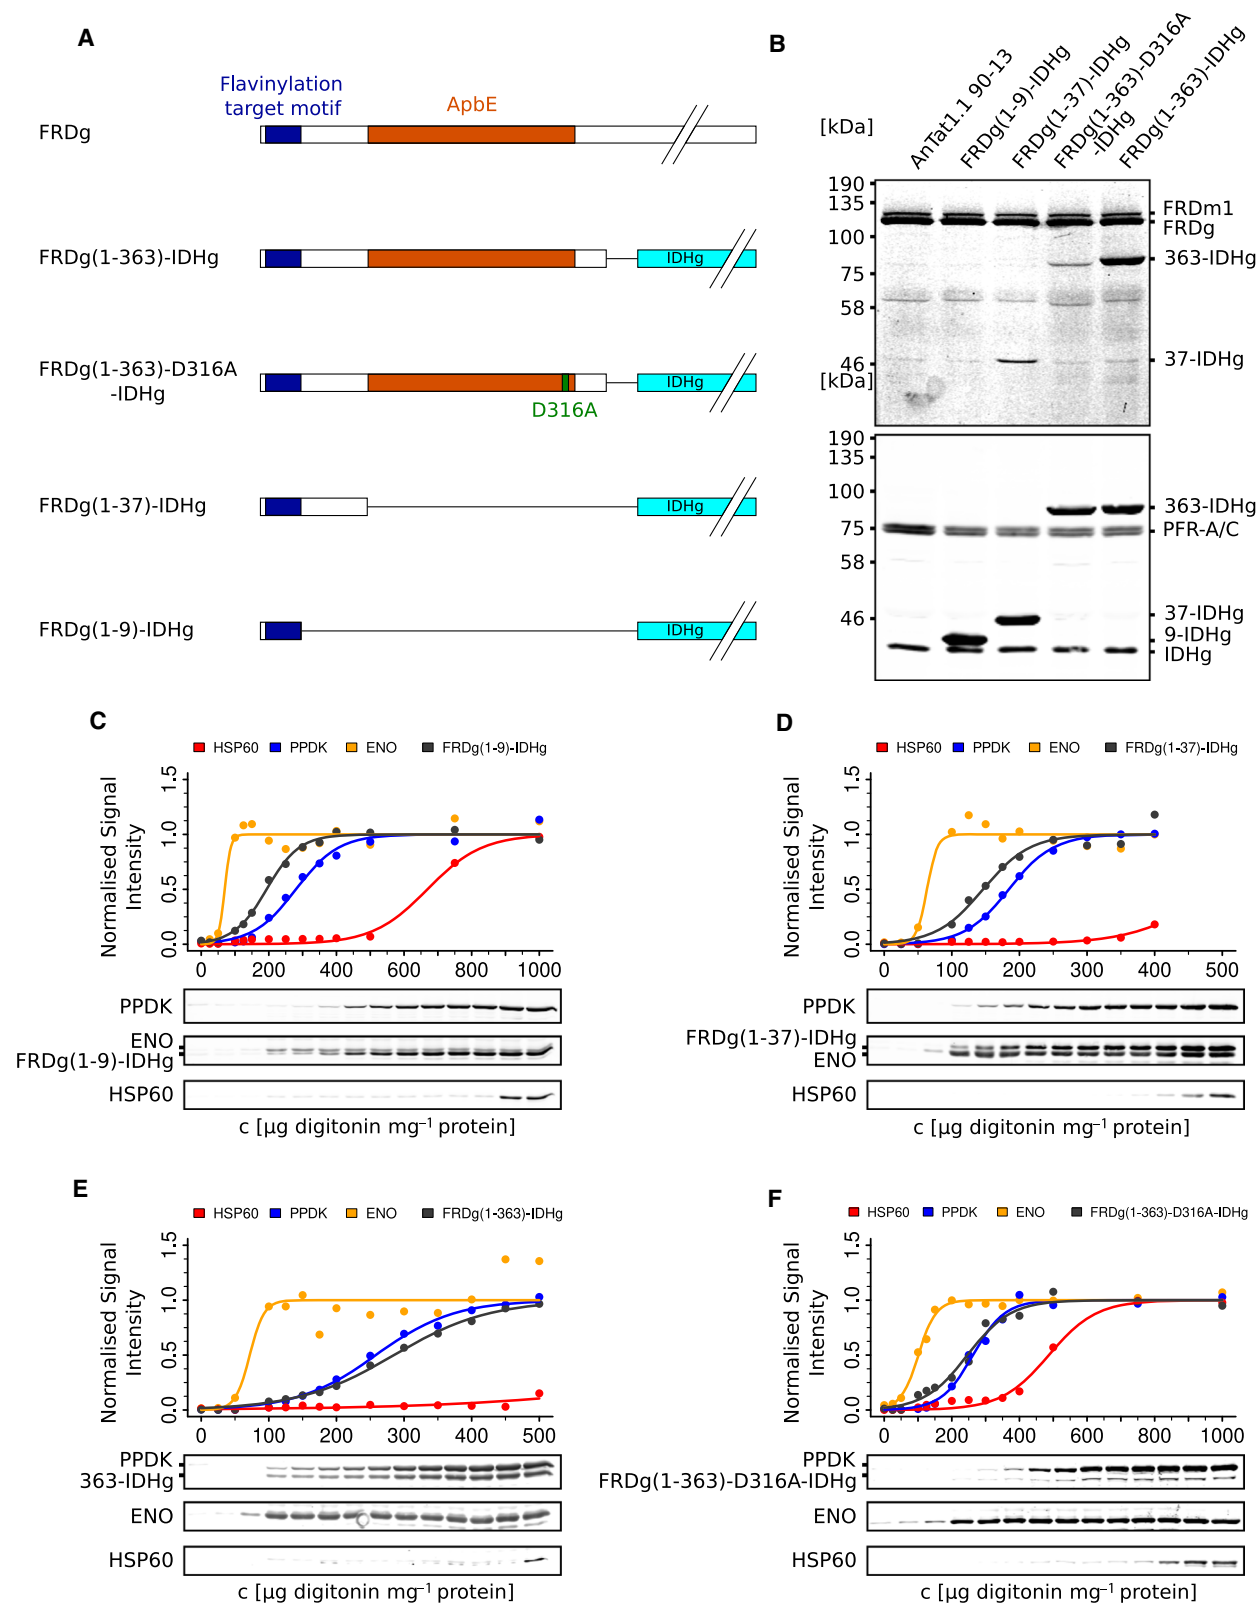 A
Flavinylation
target motif
ApbE
FRDg
FRDg(1-363)-IDHg
IDHg
FRDg(1-363)-D316A
-IDHg
IDHg
D316A
FRDg(1-37)-IDHg
IDHg
FRDg(1-9)-IDHg
IDHg
B
[kDa]
AnTat1.1 90-13
FRDg(1-9)-IDHg
FRDg(1-37)-IDHg
FRDg(1-363)-D316A
-IDHg
FRDg(1-363)-IDHg
190
135
100
75
58
46
[kDa]
FRDm1
FRDg
363-IDHg
37-IDHg
190
135
100
75
58
46
363-IDHg
PFR-A/C
37-IDHg
9-IDHg
IDHg
C
HSP60 PPDK ENO FRDg(1-9)-IDHg
Normalised Signal
Intensity
1.5
1.0
0.5
0.0
0 200 400 600 800 1000
PPDK
ENO
FRDg(1-9)-IDHg
HSP60
c [µg digitonin mg⁻¹ protein]
D
HSP60 PPDK ENO FRDg(1-37)-IDHg
Normalised Signal
Intensity
1.5
1.0
0.5
0.0
0 100 200 300 400 500
PPDK
FRDg(1-37)-IDHg
ENO
HSP60
c [µg digitonin mg⁻¹ protein]
E
HSP60 PPDK ENO FRDg(1-363)-IDHg
Normalised Signal
Intensity
1.5
1.0
0.5
0.0
0 100 200 300 400 500
PPDK
363-IDHg
ENO
HSP60
c [µg digitonin mg⁻¹ protein]
F
HSP60 PPDK ENO FRDg(1-363)-D316A-IDHg
Normalised Signal
Intensity
1.5
1.0
0.5
0.0
0 200 400 600 800 1000
PPDK
FRDg(1-363)-D316A-IDHg
ENO
HSP60
c [µg digitonin mg⁻¹ protein]